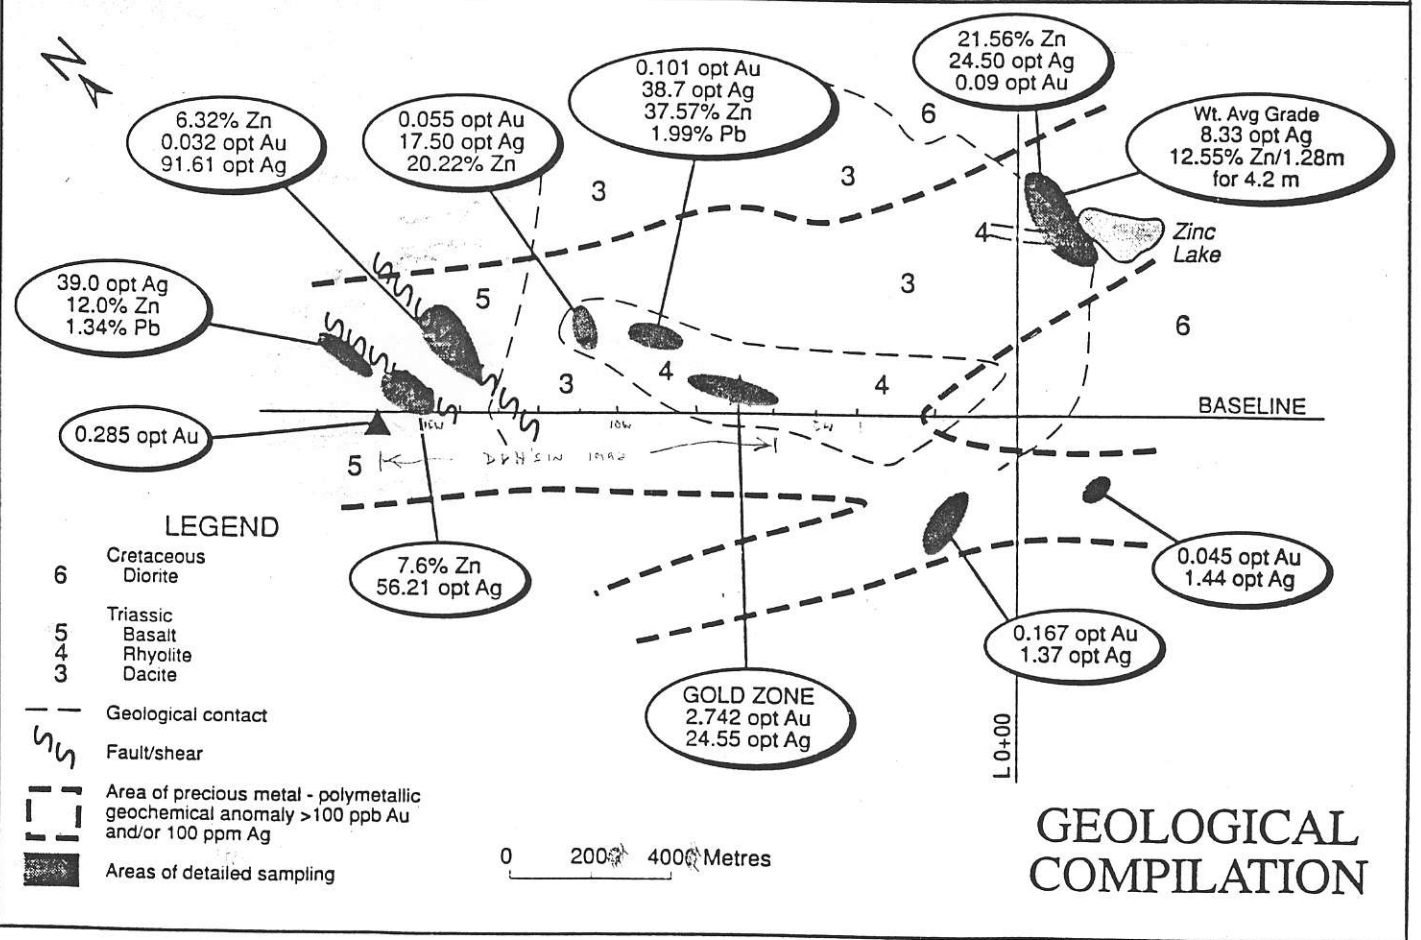 N
21.56% Zn
24.50 opt Ag
0.09 opt Au
0.101 opt Au
38.7 opt Ag
37.57% Zn
1.99% Pb
6.32% Zn
0.032 opt Au
91.61 opt Ag
0.055 opt Au
17.50 opt Ag
20.22% Zn
Wt. Avg Grade
8.33 opt Ag
12.55% Zn/1.28m
for 4.2 m
6
3
3
4
Zinc
Lake
39.0 opt Ag
12.0% Zn
1.34% Pb
5
3
6
3
4
4
BASELINE
0.285 opt Au
10W
5
7.6% Zn
56.21 opt Ag
0.045 opt Au
1.44 opt Ag
0.167 opt Au
1.37 opt Ag
GOLD ZONE
2.742 opt Au
24.55 opt Ag
L 0+00
LEGEND
Cretaceous
6 Diorite
Triassic
5 Basalt
4 Rhyolite
3 Dacite
Geological contact
Fault/shear
Area of precious metal - polymetallic
geochemical anomaly >100 ppb Au
and/or 100 ppm Ag
Areas of detailed sampling
0 200 400 Metres
GEOLOGICAL
COMPILATION